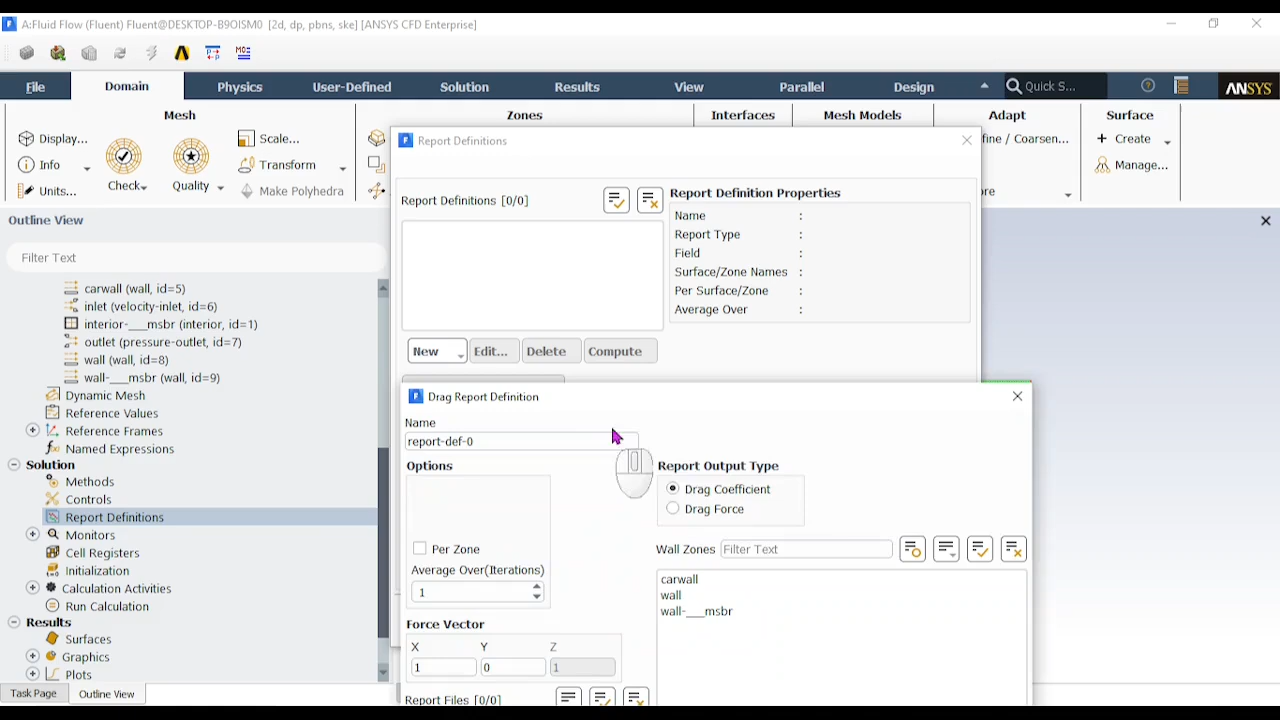 A:Fluid Flow (Fluent) Fluent@DESKTOP-B9OISM0 [2d, dp, pbns, ske] [ANSYS CFD Enterprise]
File Domain Physics User-Defined Solution Results View Parallel Design Quick S... ANSYS
Mesh Zones Interfaces Mesh Models Adapt Surface
Display... Scale... fine / Coarsen... Create
Info Transform
Check Quality
Manage...
Units... Make Polyhedra re
Outline View
Filter Text
carwall (wall, id=5)
inlet (velocity-inlet, id=6)
interior-___msbr (interior, id=1)
outlet (pressure-outlet, id=7)
wall (wall, id=8)
wall-___msbr (wall, id=9)
Dynamic Mesh
Reference Values
Reference Frames
Named Expressions
Solution
Methods
Controls
Report Definitions
Monitors
Cell Registers
Initialization
Calculation Activities
Run Calculation
Results
Surfaces
Graphics
Plots
Task Page Outline View
Report Definitions
Report Definitions [0/0]
Report Definition Properties
Name :
Report Type :
Field :
Surface/Zone Names :
Per Surface/Zone :
Average Over :
New Edit... Delete Compute
Drag Report Definition
Name
report-def-0
Options
Per Zone
Average Over(Iterations)
1
Force Vector
X Y Z
1 0 1
Report Files [0/0]
Report Output Type
Drag Coefficient
Drag Force
Wall Zones Filter Text
carwall
wall
wall-___msbr